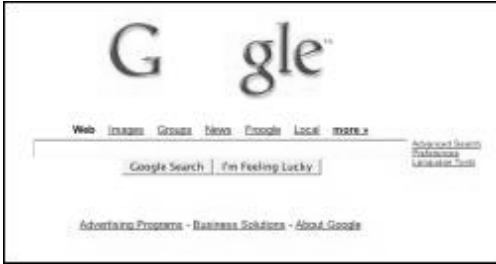 G gle™
Web Images Groups News Froogle Local more »
Advanced Search
Preferences
Language Tools
Google Search I'm Feeling Lucky
Advertising Programs - Business Solutions - About Google